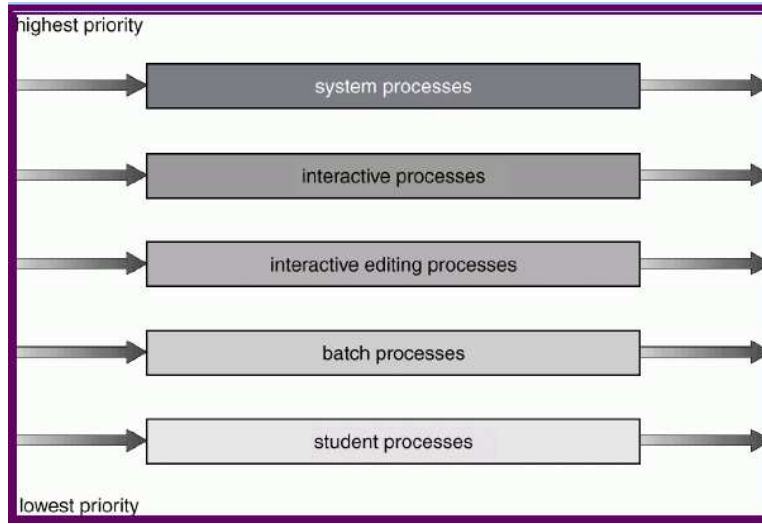 highest priority
system processes
interactive processes
interactive editing processes
batch processes
student processes
lowest priority